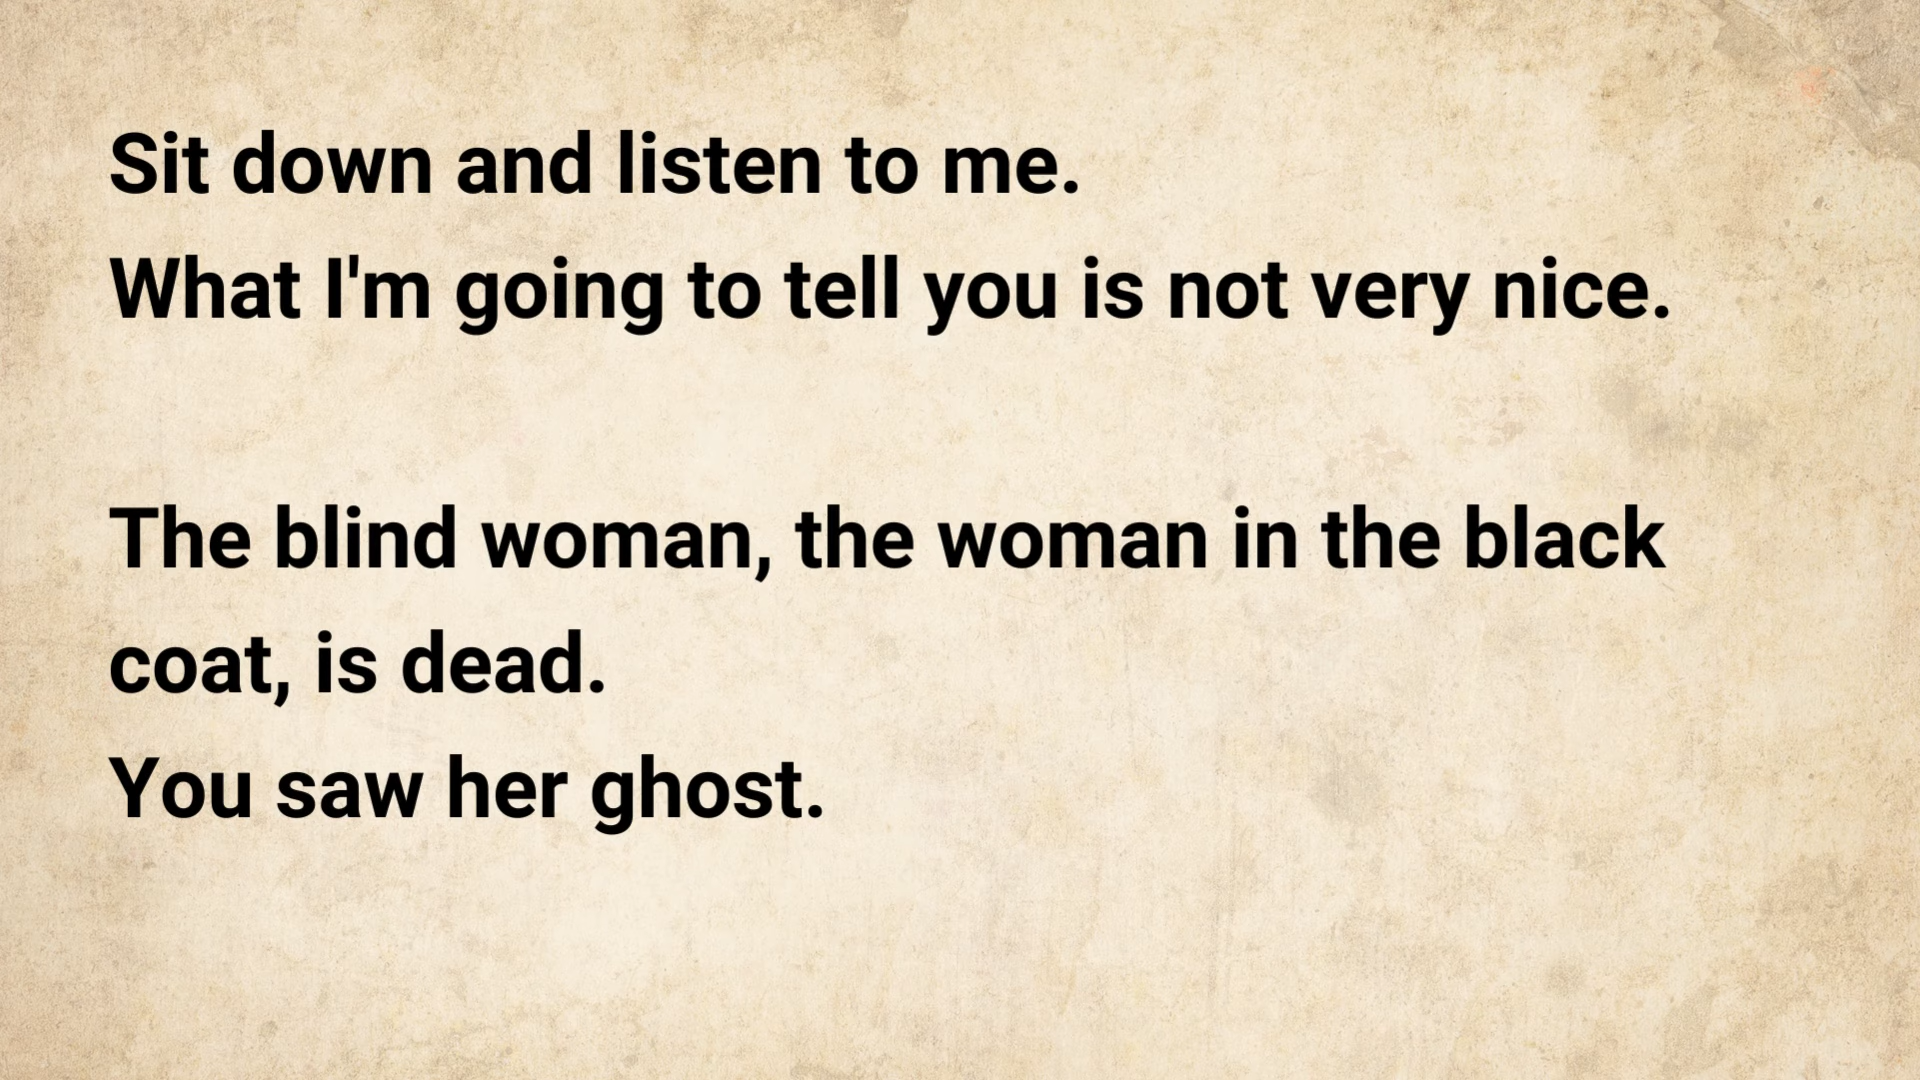 Sit down and listen to me.
What I'm going to tell you is not very nice.
The blind woman, the woman in the black
coat, is dead.
You saw her ghost.